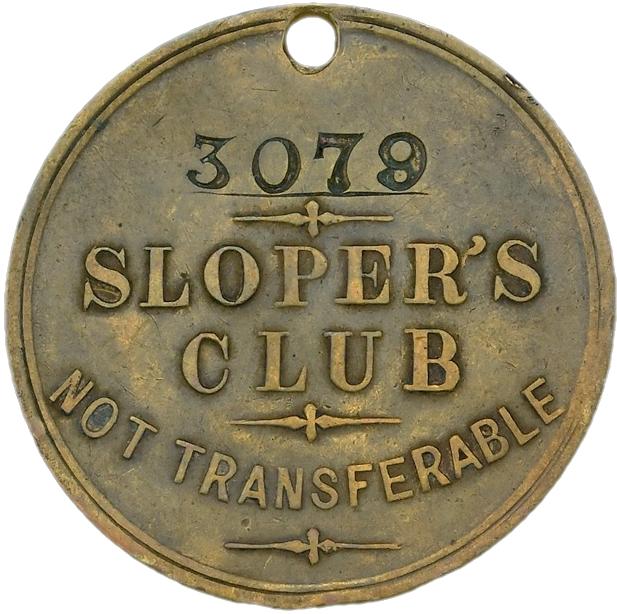 3079
SLOPER'S
CLUB
NOT TRANSFERABLE